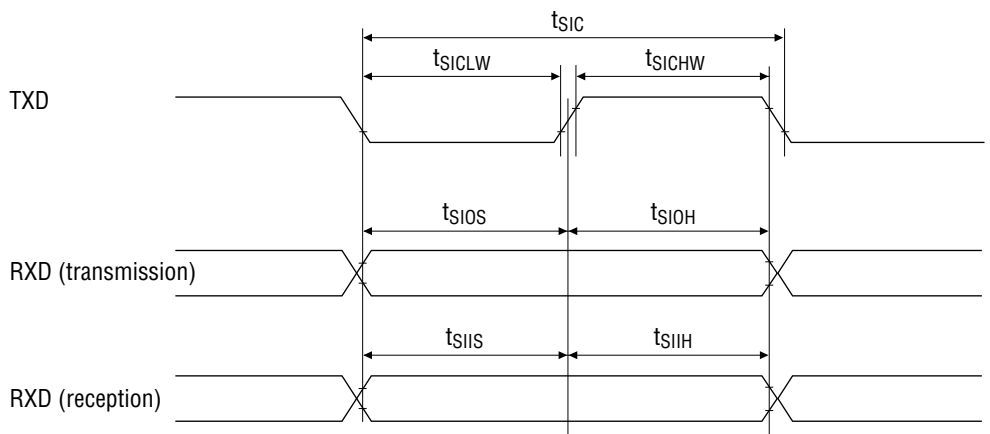 tSIC
tSICLW
tSICHW
TXD
tSIOS
tSIOH
RXD (transmission)
tSIIS
tSIIH
RXD (reception)